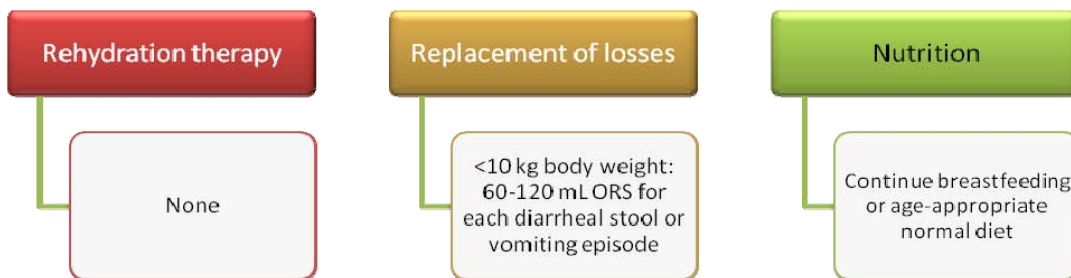 Rehydration therapy
Replacement of losses
Nutrition
None
<10 kg body weight:
60-120 mL ORS for
each diarrheal stool or
vomiting episode
Continue breastfeeding
or age-appropriate
normal diet